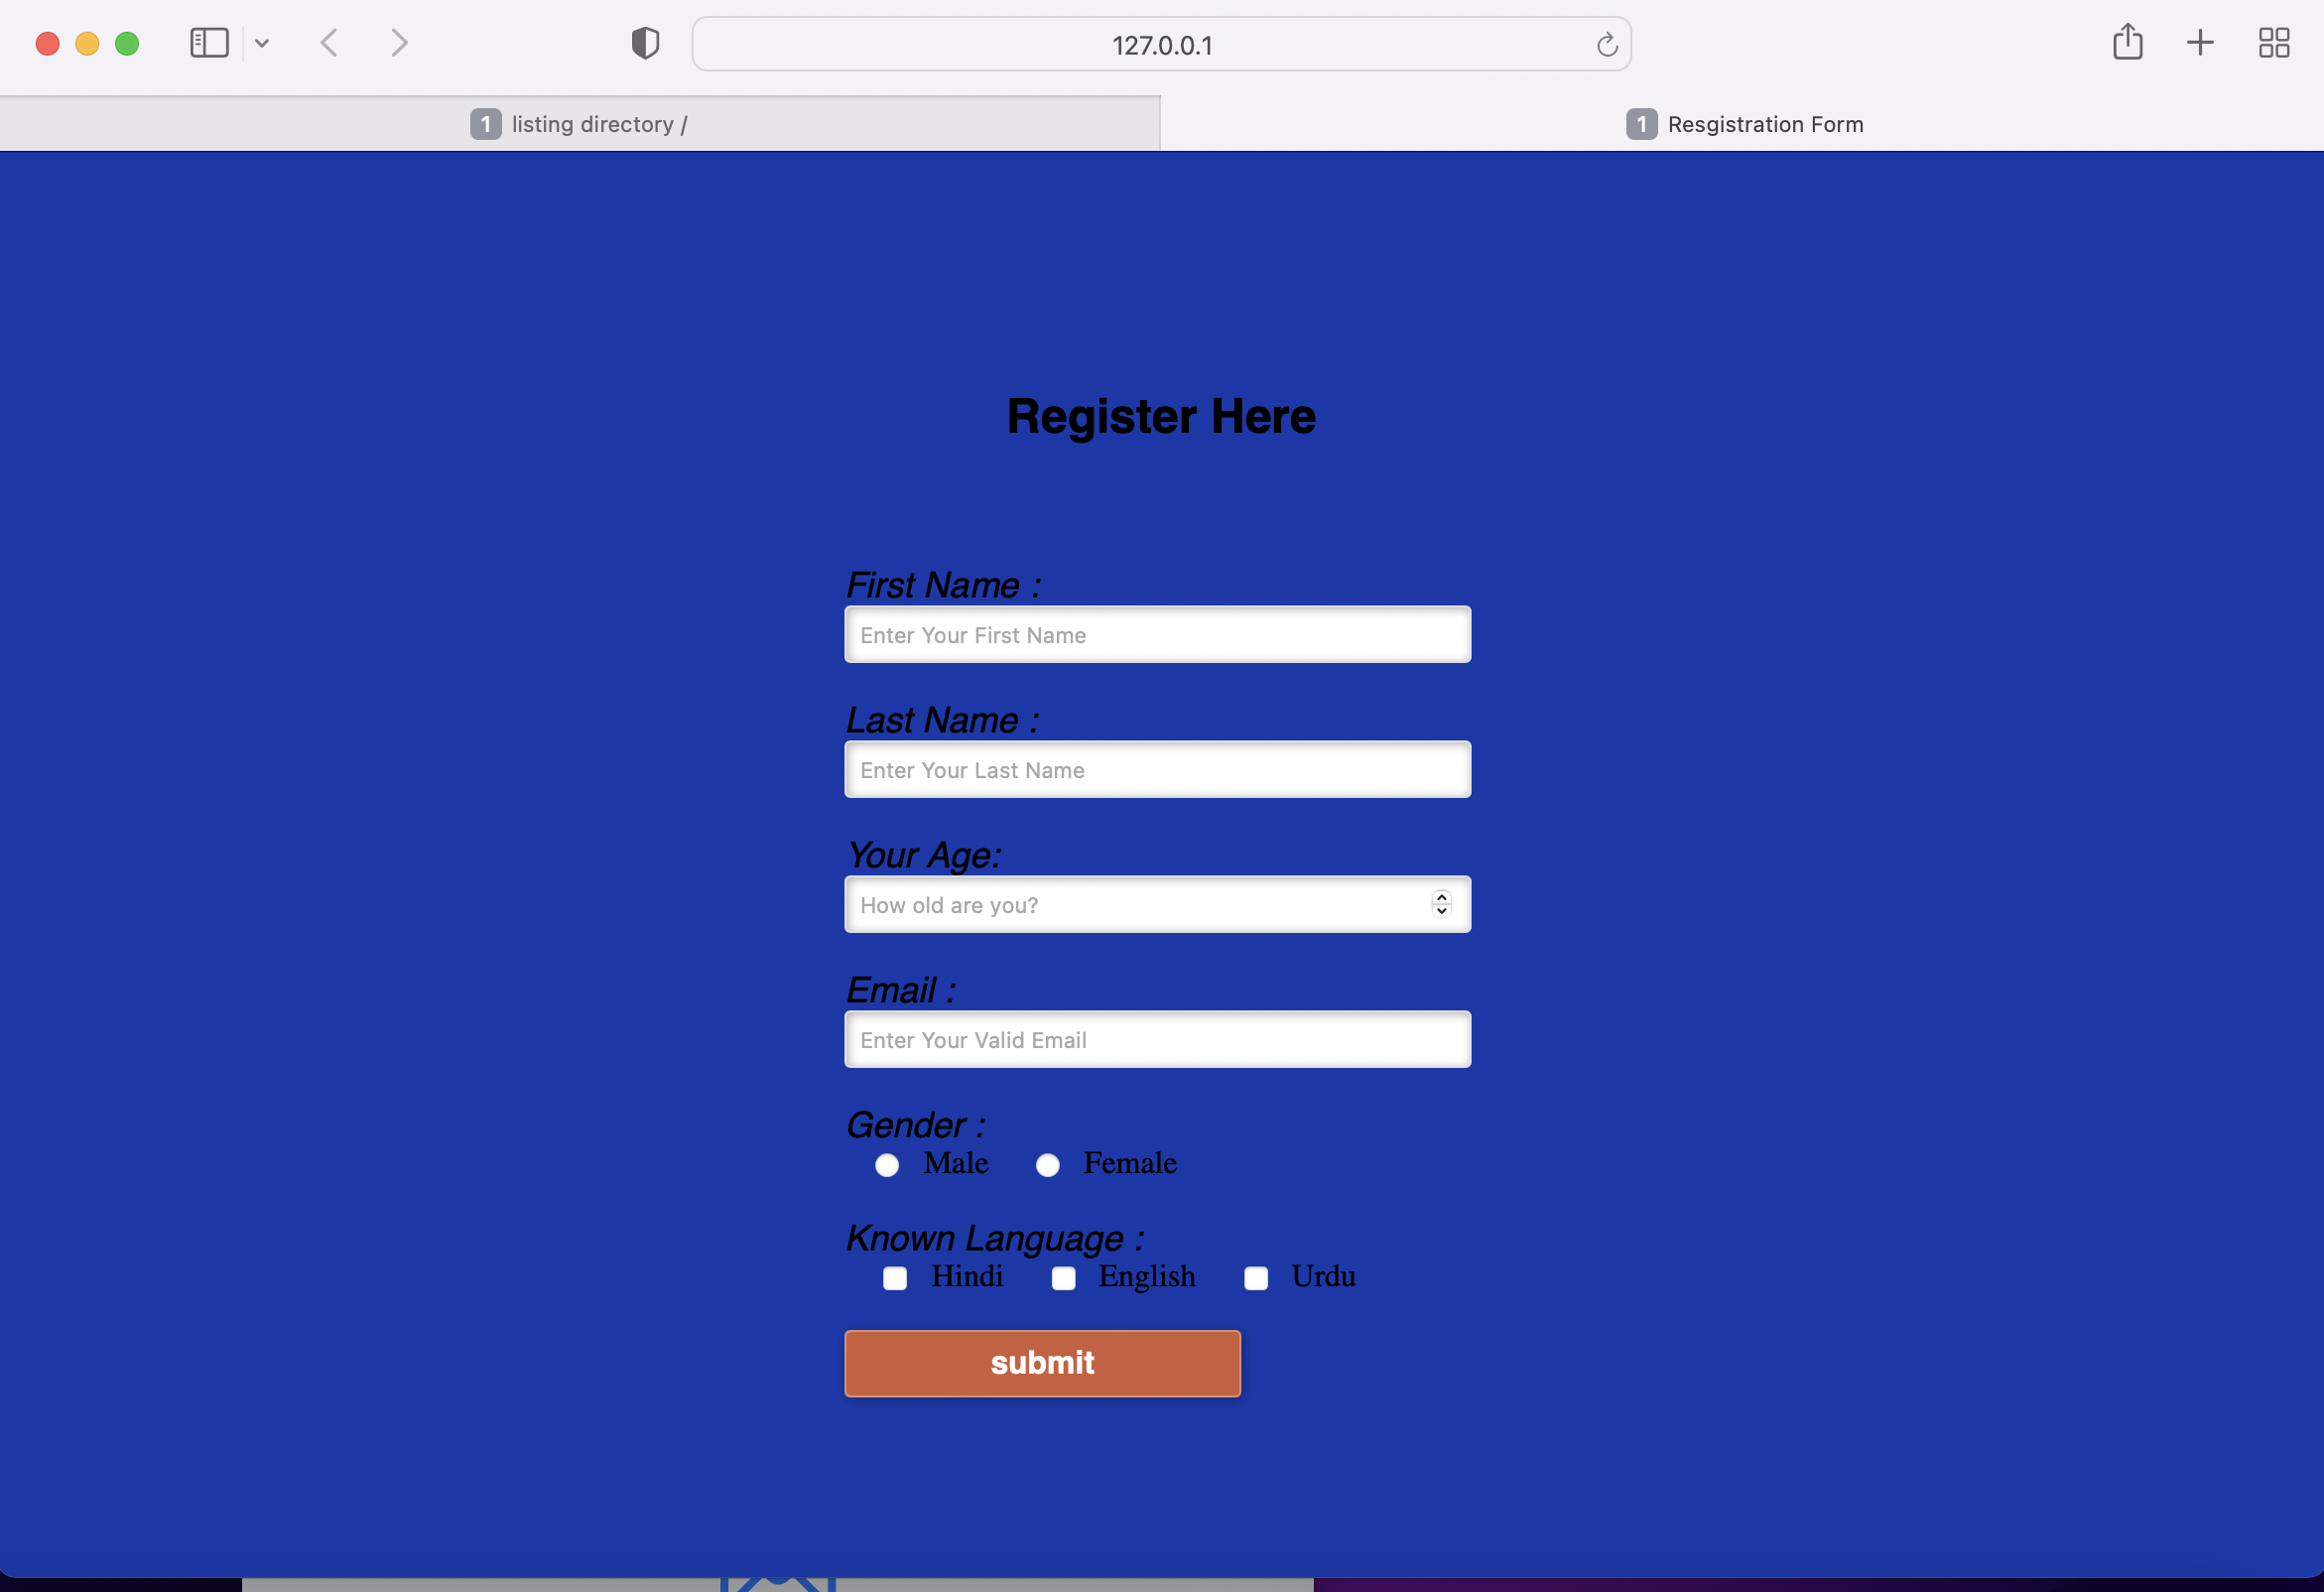 127.0.0.1
1 listing directory /
1 Resgistration Form
Register Here
First Name :
Enter Your First Name
Last Name :
Enter Your Last Name
Your Age:
How old are you?
Email :
Enter Your Valid Email
Gender :
Male Female
Known Language :
Hindi English Urdu
submit